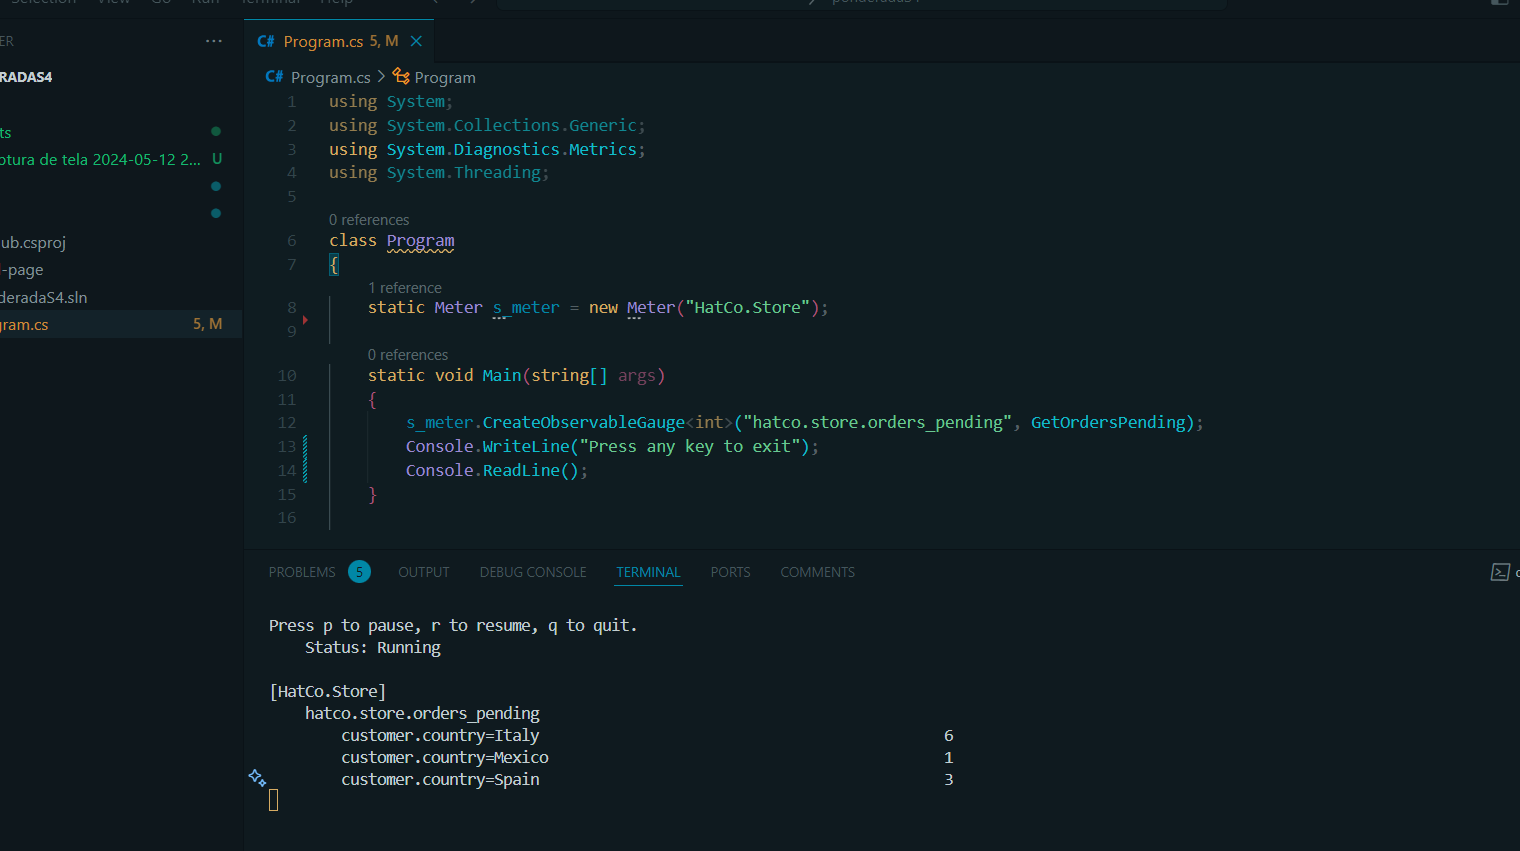 Selection View Go Run Terminal Help
ER
RADAS4
ts
ptura de tela 2024-05-12 2... U
ub.csproj
-page
deradaS4.sln
gram.cs 5, M
C# Program.cs 5, M
C# Program.cs > Program
1 using System;
2 using System.Collections.Generic;
3 using System.Diagnostics.Metrics;
4 using System.Threading;
5
0 references
6 class Program
7 {
1 reference
8 static Meter s_meter = new Meter("HatCo.Store");
9
0 references
10 static void Main(string[] args)
11 {
12 s_meter.CreateObservableGauge<int>("hatco.store.orders_pending", GetOrdersPending);
13 Console.WriteLine("Press any key to exit");
14 Console.ReadLine();
15 }
16
PROBLEMS 5 OUTPUT DEBUG CONSOLE TERMINAL PORTS COMMENTS
Press p to pause, r to resume, q to quit.
Status: Running
[HatCo.Store]
hatco.store.orders_pending
customer.country=Italy 6
customer.country=Mexico 1
customer.country=Spain 3